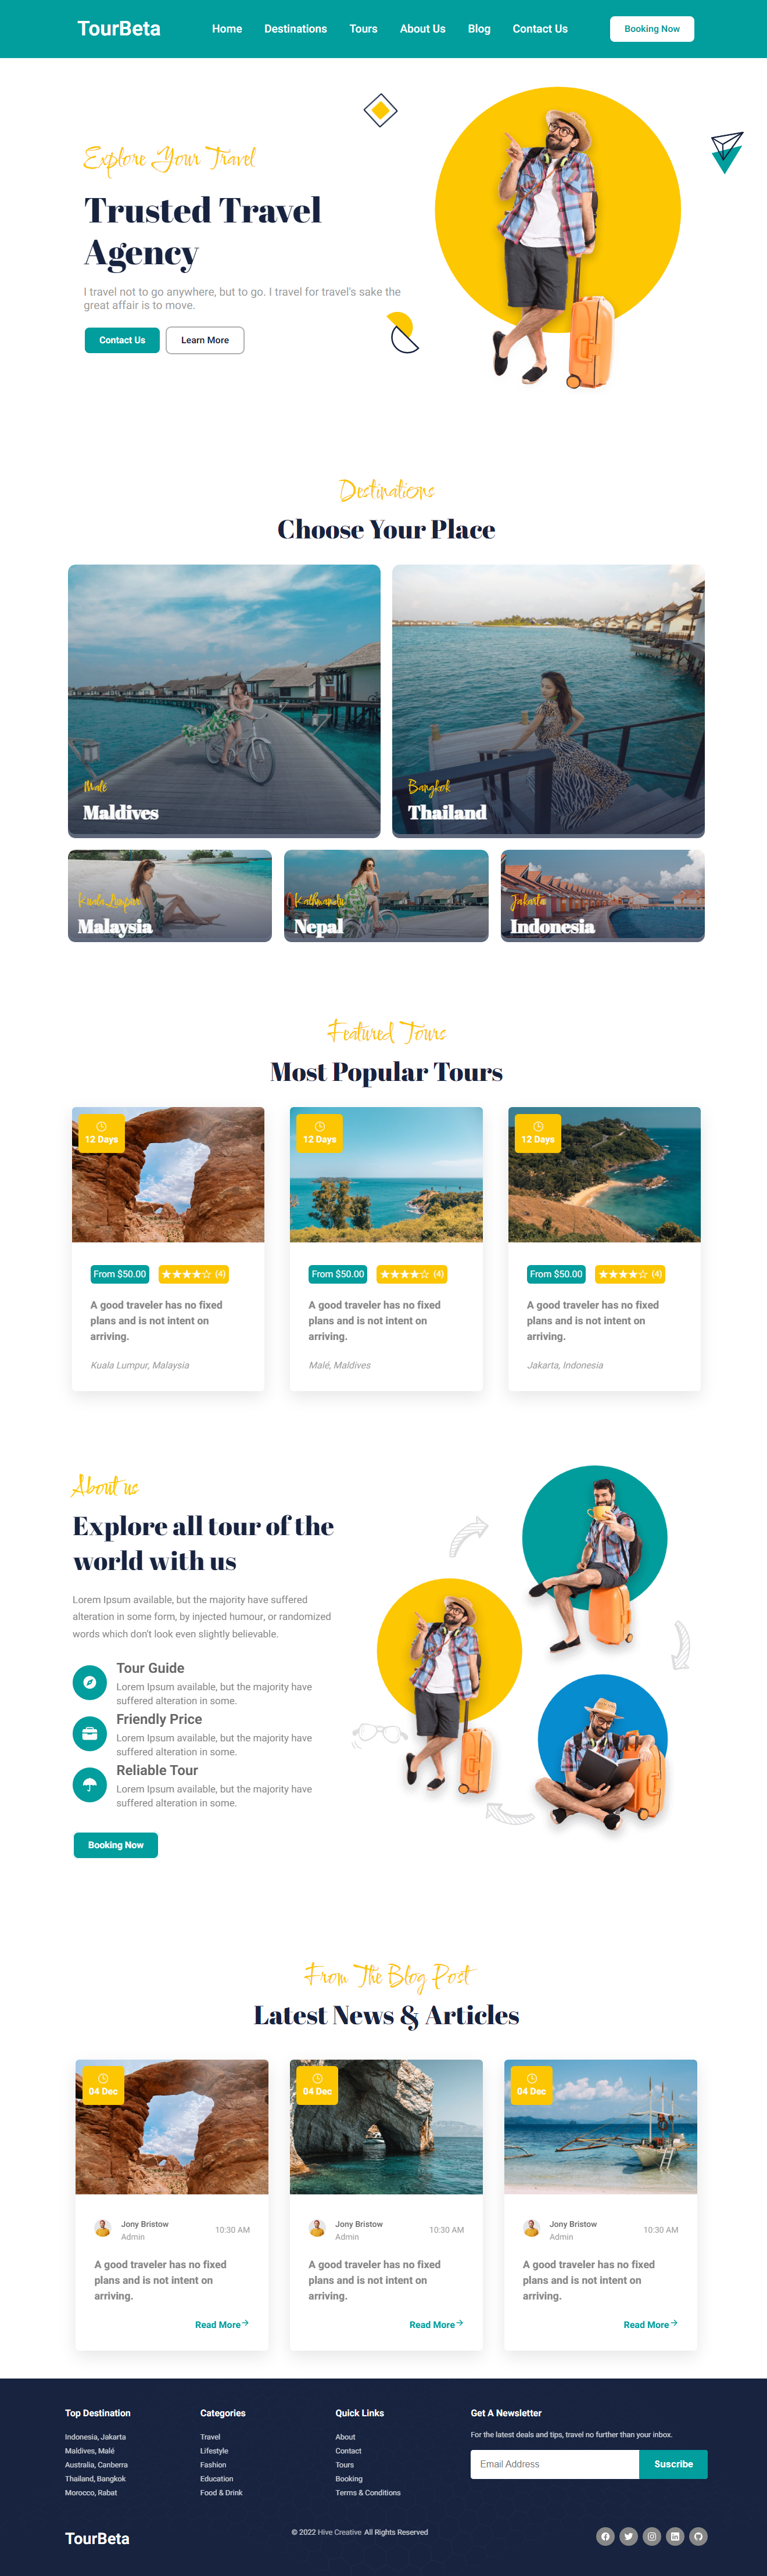 TourBeta
Home Destinations Tours About Us Blog Contact Us
Booking Now
Explore Your Travel
Trusted Travel
Agency
I travel not to go anywhere, but to go. I travel for travel's sake the
great affair is to move.
Contact Us
Learn More
Destinations
Choose Your Place
Malé
Maldives
Bangkok
Thailand
Kuala Lumpur
Malaysia
Kathmandu
Nepal
Jakarta
Indonesia
Featured Tours
Most Popular Tours
12 Days
From $50.00 (4)
A good traveler has no fixed
plans and is not intent on
arriving.
Kuala Lumpur, Malaysia
12 Days
From $50.00 (4)
A good traveler has no fixed
plans and is not intent on
arriving.
Malé, Maldives
12 Days
From $50.00 (4)
A good traveler has no fixed
plans and is not intent on
arriving.
Jakarta, Indonesia
About us
Explore all tour of the
world with us
Lorem Ipsum available, but the majority have suffered
alteration in some form, by injected humour, or randomized
words which don't look even slightly believable.
Tour Guide
Lorem Ipsum available, but the majority have
suffered alteration in some.
Friendly Price
Lorem Ipsum available, but the majority have
suffered alteration in some.
Reliable Tour
Lorem Ipsum available, but the majority have
suffered alteration in some.
Booking Now
From The Blog Post
Latest News & Articles
04 Dec
Jony Bristow
Admin
10:30 AM
A good traveler has no fixed
plans and is not intent on
arriving.
Read More
04 Dec
Jony Bristow
Admin
10:30 AM
A good traveler has no fixed
plans and is not intent on
arriving.
Read More
04 Dec
Jony Bristow
Admin
10:30 AM
A good traveler has no fixed
plans and is not intent on
arriving.
Read More
Top Destination
Indonesia, Jakarta
Maldives, Malé
Australia, Canberra
Thailand, Bangkok
Morocco, Rabat
Categories
Travel
Lifestyle
Fashion
Education
Food & Drink
Quick Links
About
Contact
Tours
Booking
Terms & Conditions
Get A Newsletter
For the latest deals and tips, travel no further than your inbox.
Email Address
Suscribe
TourBeta
© 2022 Hive Creative All Rights Reserved